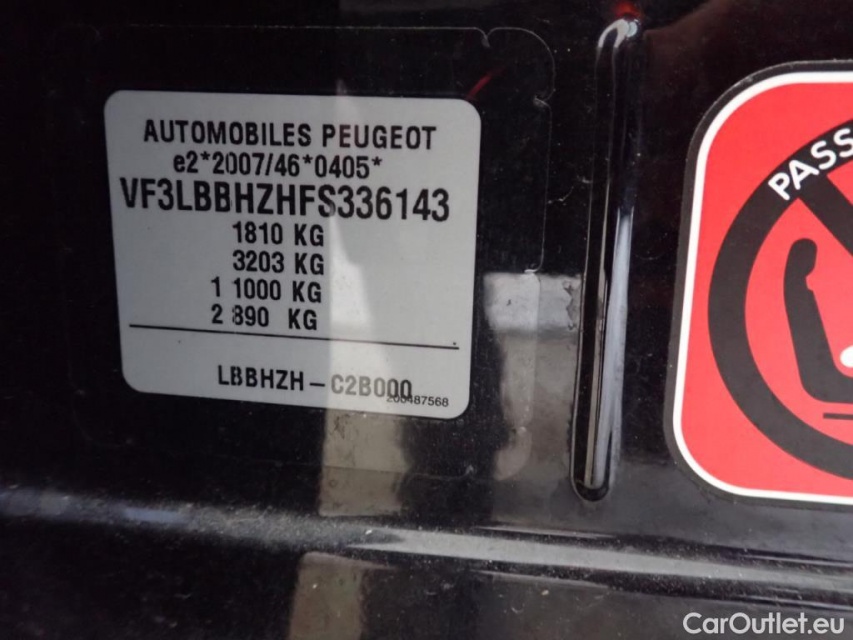 AUTOMOBILES PEUGEOT
e2*2007/46*0405*
VF3LBBHZHFS336143
1810 KG
3203 KG
1 1000 KG
2 890 KG
LBBHZH-C2B000
200487568
PASS
CarOutlet.eu